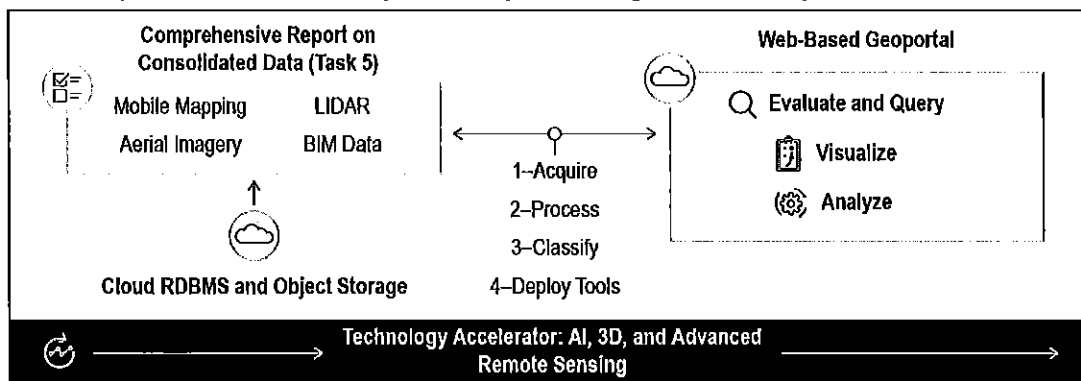 Comprehensive Report on
Consolidated Data (Task 5)
Mobile Mapping LIDAR
Aerial Imagery BIM Data
Cloud RDBMS and Object Storage
1--Acquire
2–Process
3–Classify
4–Deploy Tools
Web-Based Geoportal
Evaluate and Query
Visualize
Analyze
Technology Accelerator: AI, 3D, and Advanced
Remote Sensing